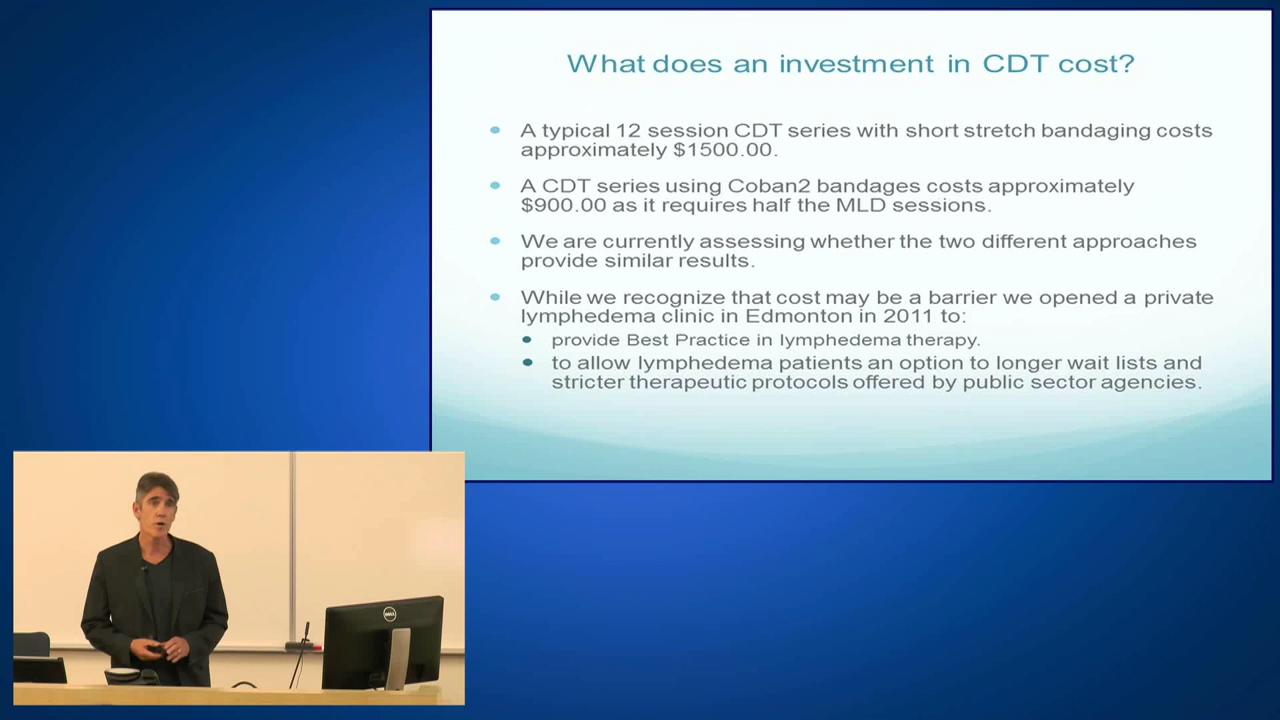 What does an investment in CDT cost?
• A typical 12 session CDT series with short stretch bandaging costs
approximately $1500.00.
• A CDT series using Coban2 bandages costs approximately
$900.00 as it requires half the MLD sessions.
• We are currently assessing whether the two different approaches
provide similar results.
• While we recognize that cost may be a barrier we opened a private
lymphedema clinic in Edmonton in 2011 to:
• provide Best Practice in lymphedema therapy.
• to allow lymphedema patients an option to longer wait lists and
stricter therapeutic protocols offered by public sector agencies.
DELL